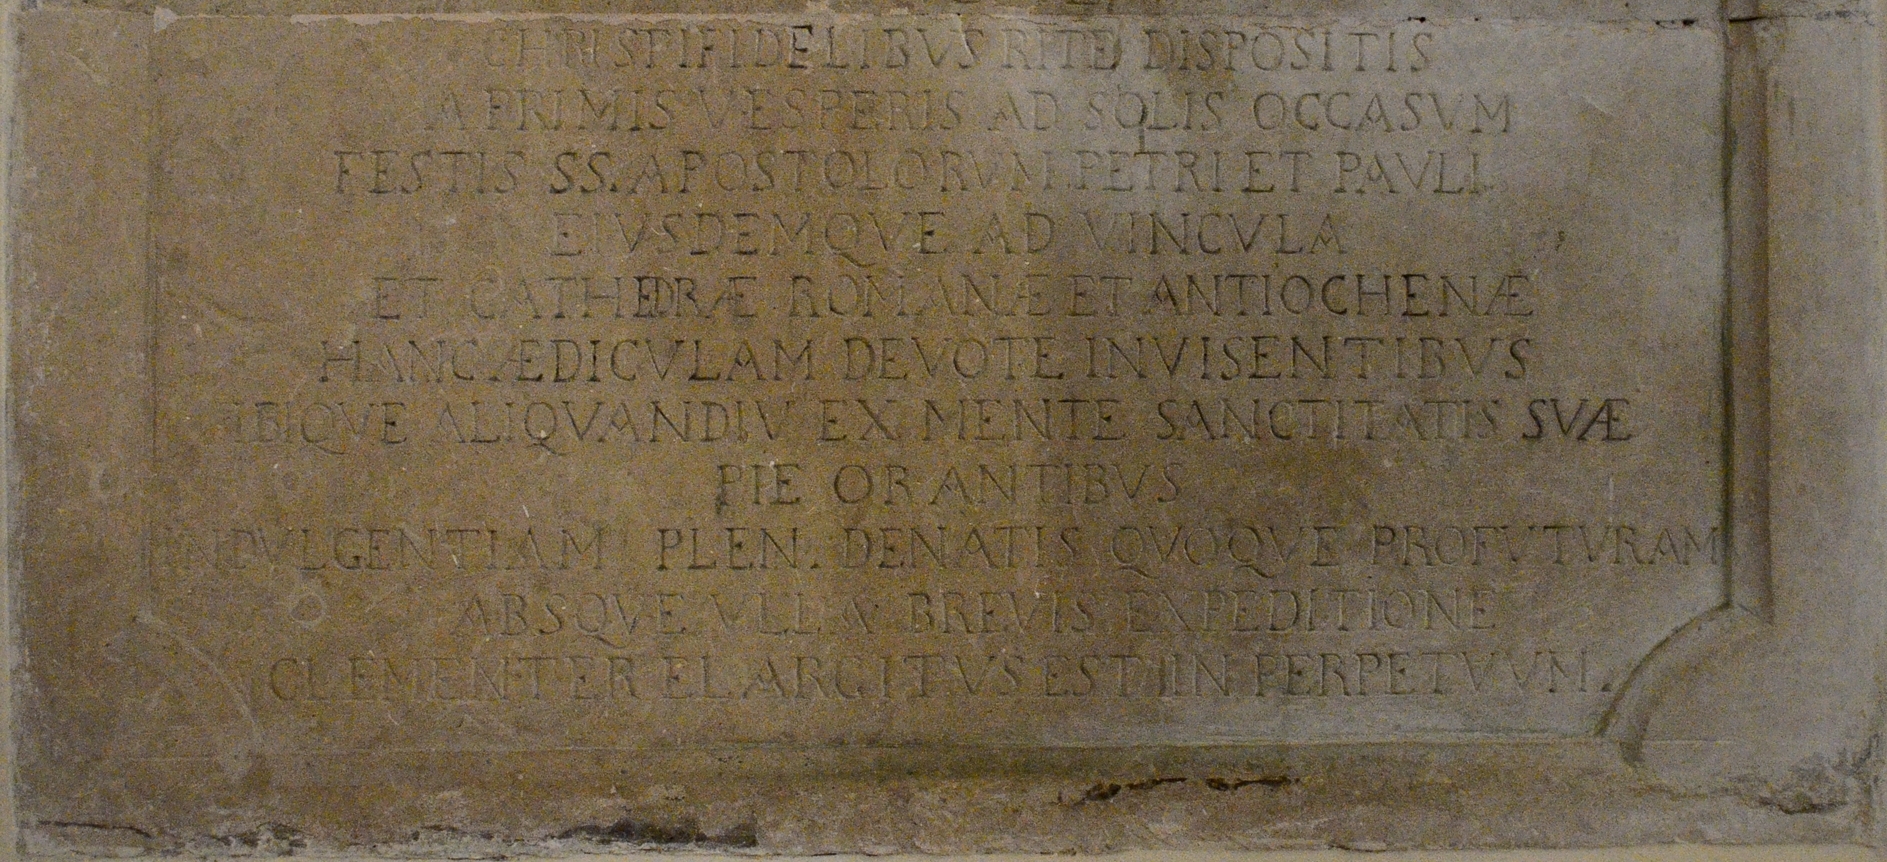 CHRISTIFIDELIBVS RITE DISPOSITIS
A PRIMIS VESPERIS AD SOLIS OCCASVM
FESTIS SS. APOSTOLORVM PETRI ET PAVLI
EIVSDEMQVE AD VINCVLA
ET CATHEDRÆ ROMANÆ ET ANTIOCHENÆ
HANC ÆDICVLAM DEVOTE INVISENTIBVS
IBIQVE ALIQVANDIV EX MENTE SANCTITATIS SVÆ
PIE ORANTIBVS
INDVLGENTIAM PLEN. DENATIS QVOQVE PROFVTVRAM
ABSQVE VLLA BREVIS EXPEDITIONE
CLEMENTER ELARGITVS EST IN PERPETVVM.